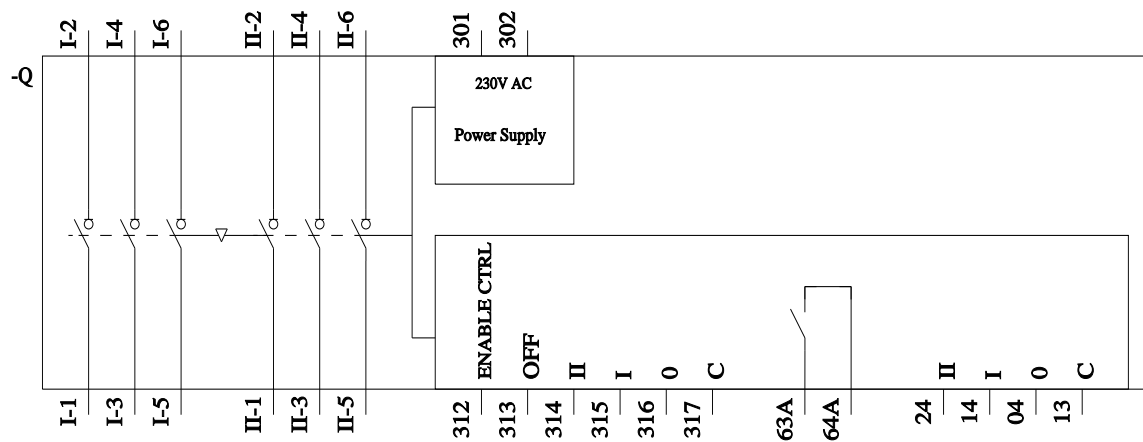 I-2 I-4 I-6 II-2 II-4 II-6 301 302
-Q
230V AC
Power Supply
ENABLE CTRL OFF II I 0 C II I 0 C
I-1 I-3 I-5 II-1 II-3 II-5 312 313 314 315 316 317 63A 64A 24 14 04 13